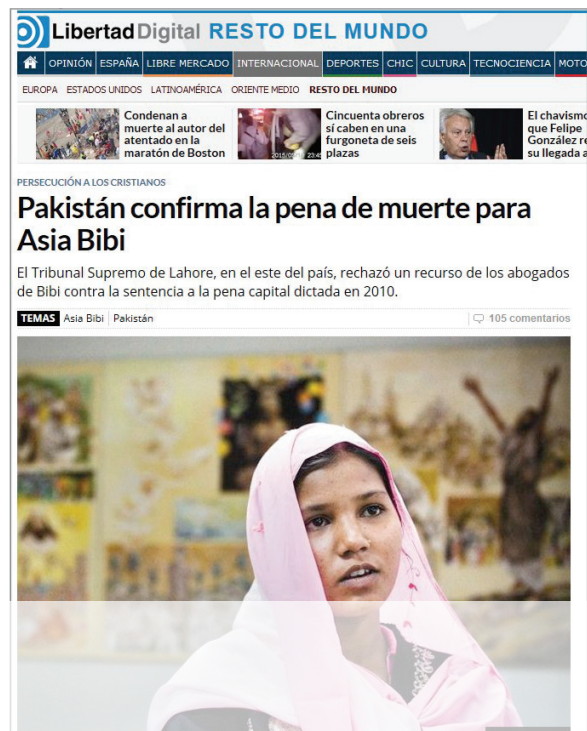 Libertad Digital RESTO DEL MUNDO
OPINIÓN ESPAÑA LIBRE MERCADO INTERNACIONAL DEPORTES CHIC CULTURA TECNOCIENCIA MOTO
EUROPA ESTADOS UNIDOS LATINOAMÉRICA ORIENTE MEDIO RESTO DEL MUNDO
Condenan a
muerte al autor del
atentado en la
maratón de Boston
Cincuenta obreros
sí caben en una
furgoneta de seis
plazas
El chavismo
que Felipe
González re
su llegada a
PERSECUCIÓN A LOS CRISTIANOS
Pakistán confirma la pena de muerte para
Asia Bibi
El Tribunal Supremo de Lahore, en el este del país, rechazó un recurso de los abogados
de Bibi contra la sentencia a la pena capital dictada en 2010.
TEMAS Asia Bibi Pakistán 105 comentarios